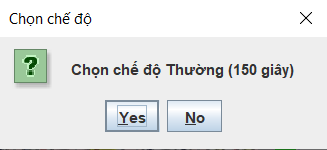 Chọn chế độ
Chọn chế độ Thường (150 giây)
Yes
No